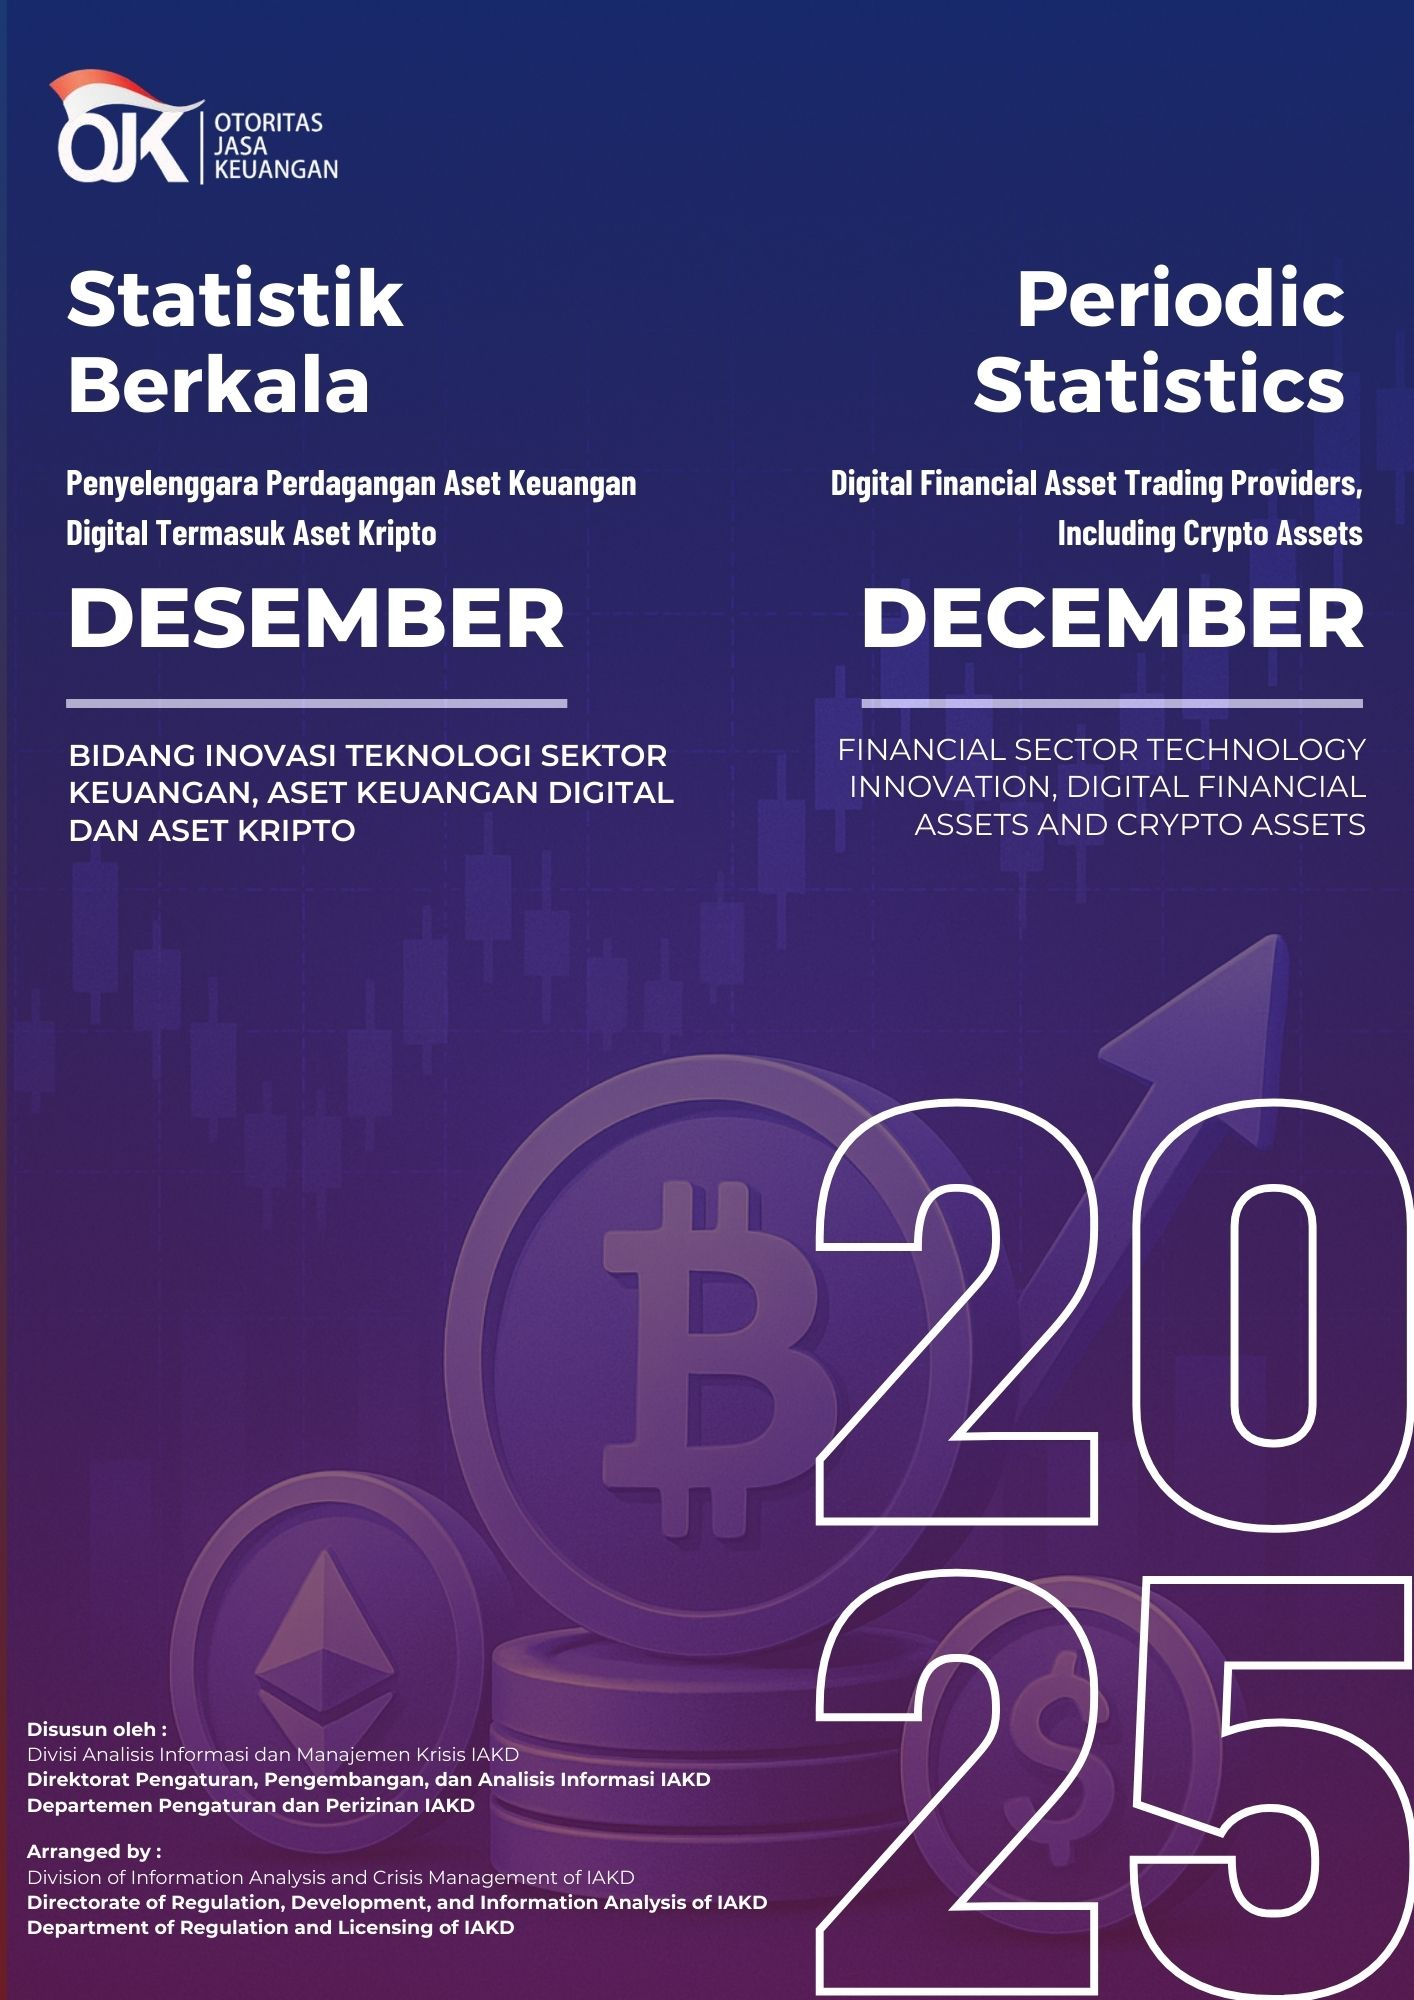 OJK
OTORITAS
JASA
KEUANGAN
Statistik
Berkala
Penyelenggara Perdagangan Aset Keuangan
Digital Termasuk Aset Kripto
DESEMBER
BIDANG INOVASI TEKNOLOGI SEKTOR
KEUANGAN, ASET KEUANGAN DIGITAL
DAN ASET KRIPTO
Periodic
Statistics
Digital Financial Asset Trading Providers,
Including Crypto Assets
DECEMBER
FINANCIAL SECTOR TECHNOLOGY
INNOVATION, DIGITAL FINANCIAL
ASSETS AND CRYPTO ASSETS
20
25
Disusun oleh :
Divisi Analisis Informasi dan Manajemen Krisis IAKD
Direktorat Pengaturan, Pengembangan, dan Analisis Informasi IAKD
Departemen Pengaturan dan Perizinan IAKD
Arranged by :
Division of Information Analysis and Crisis Management of IAKD
Directorate of Regulation, Development, and Information Analysis of IAKD
Department of Regulation and Licensing of IAKD